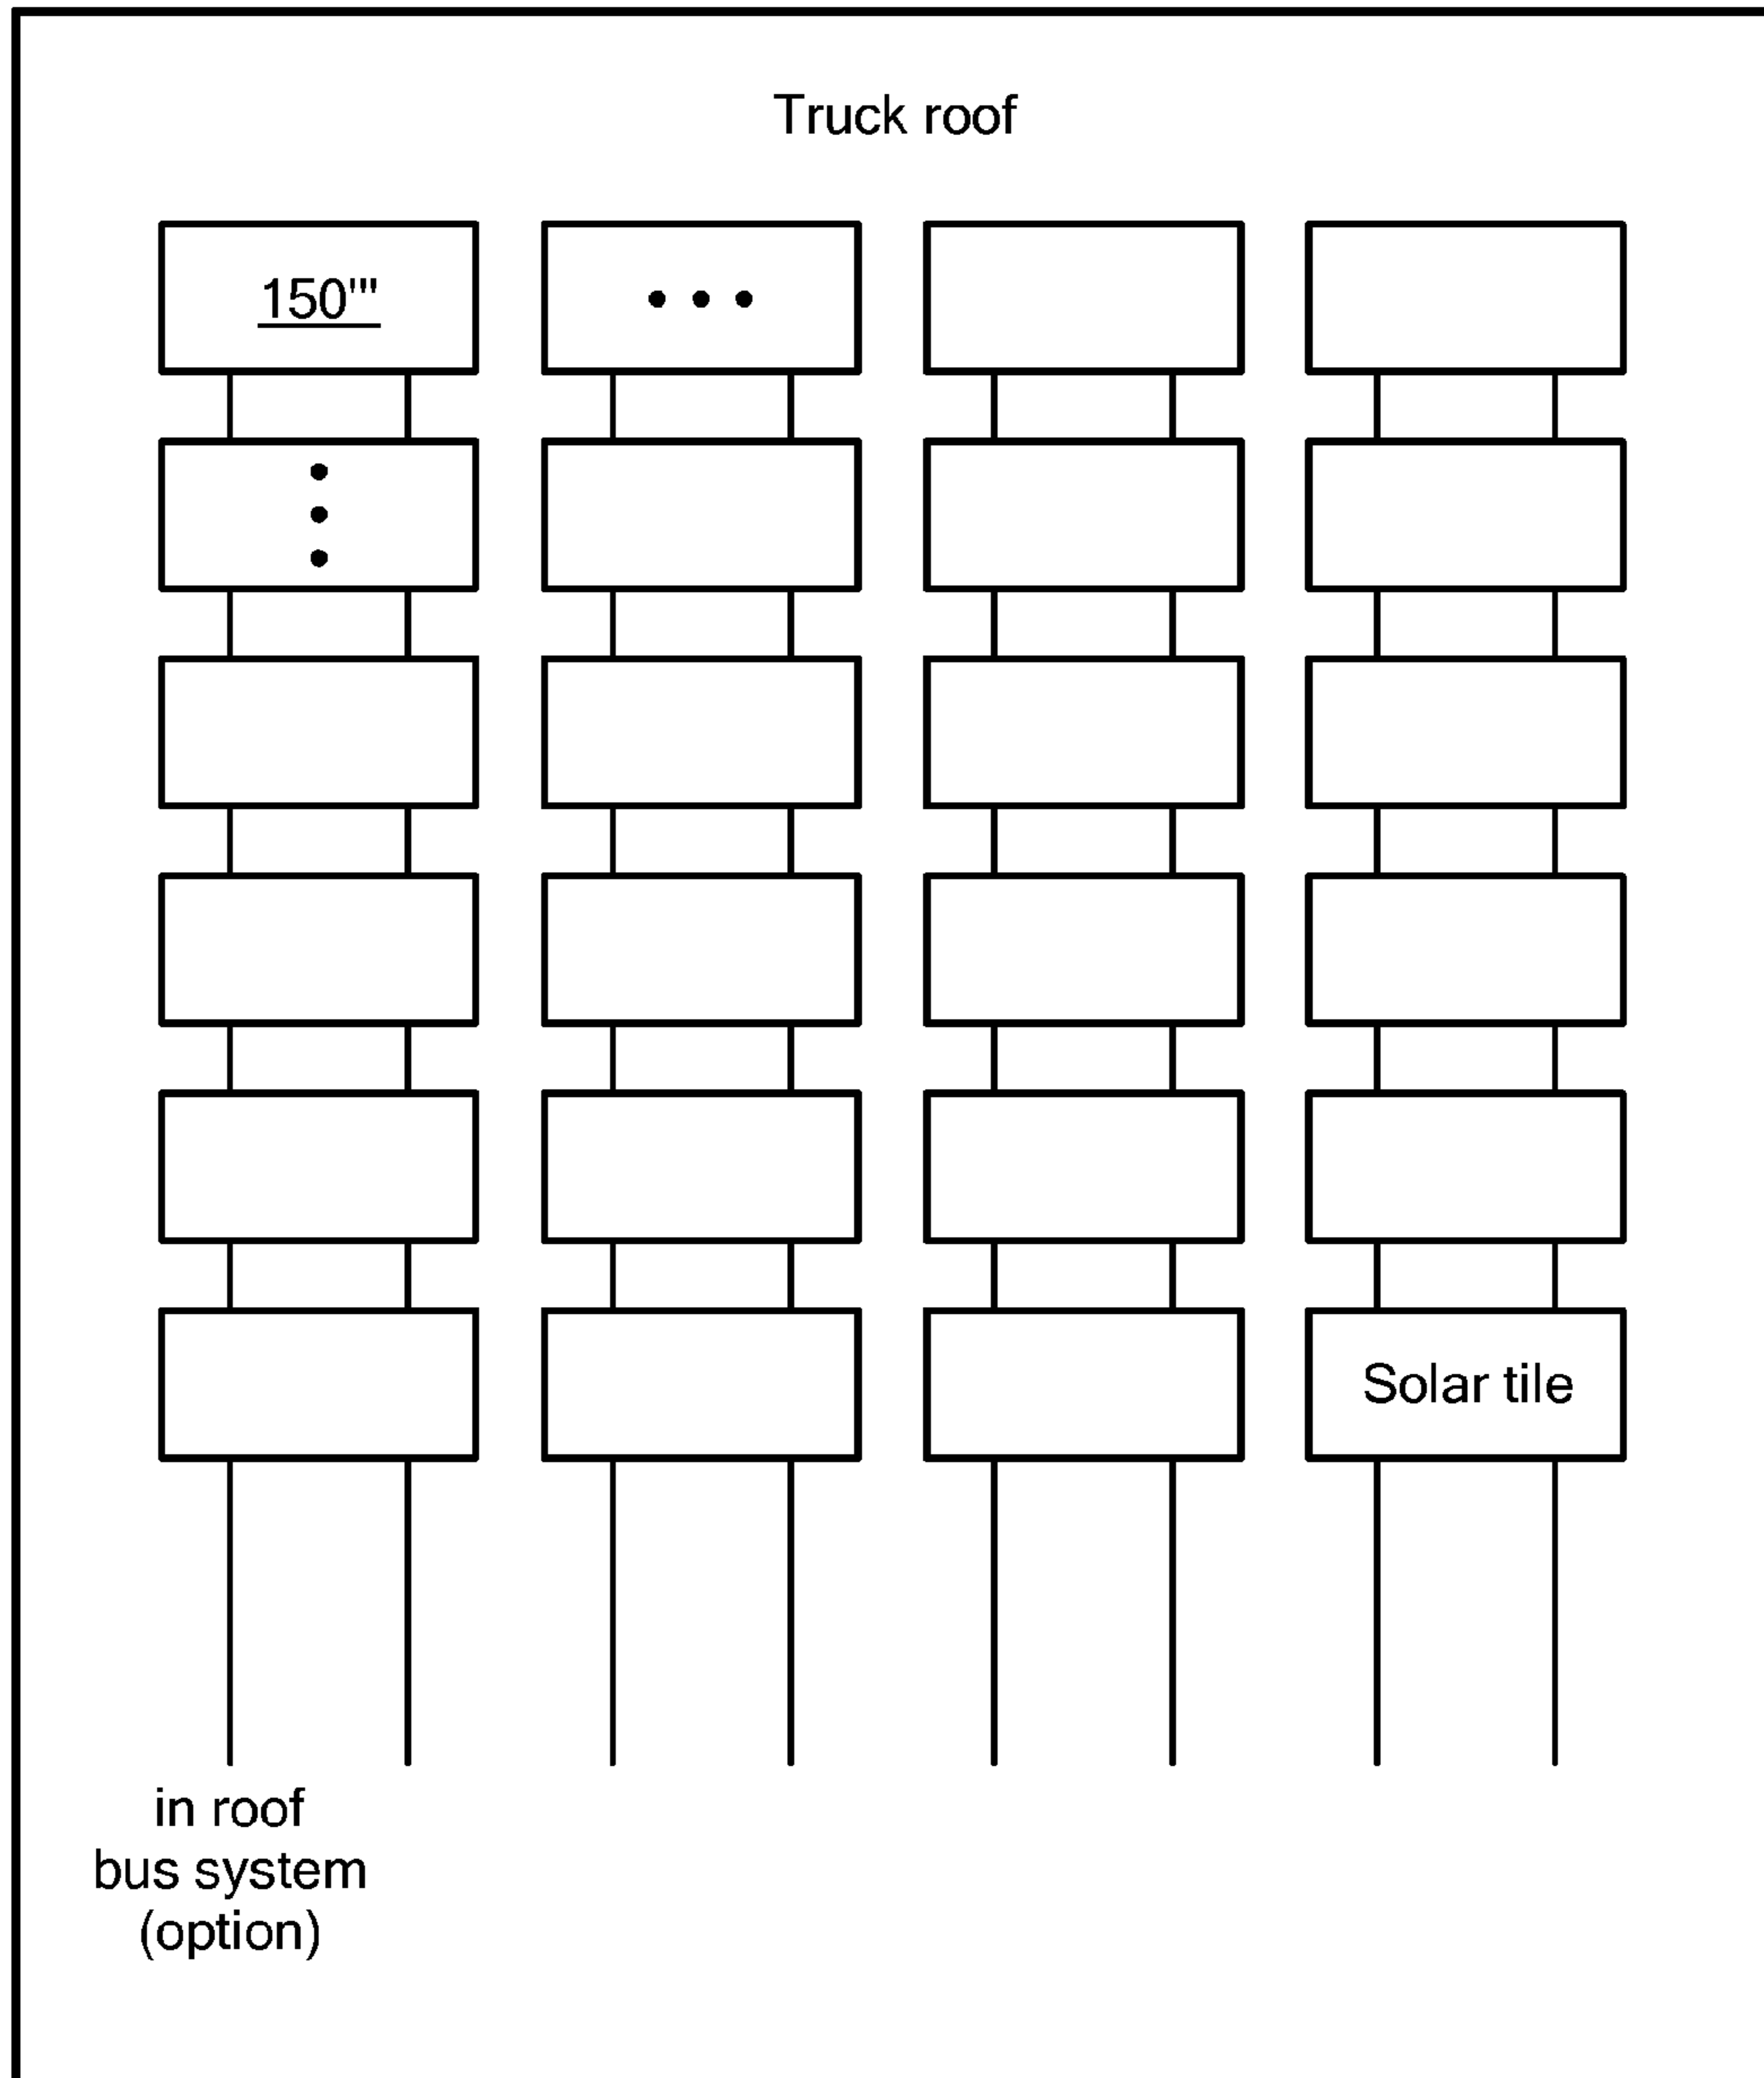 Truck roof
150'''
Solar tile
in roof
bus system
(option)